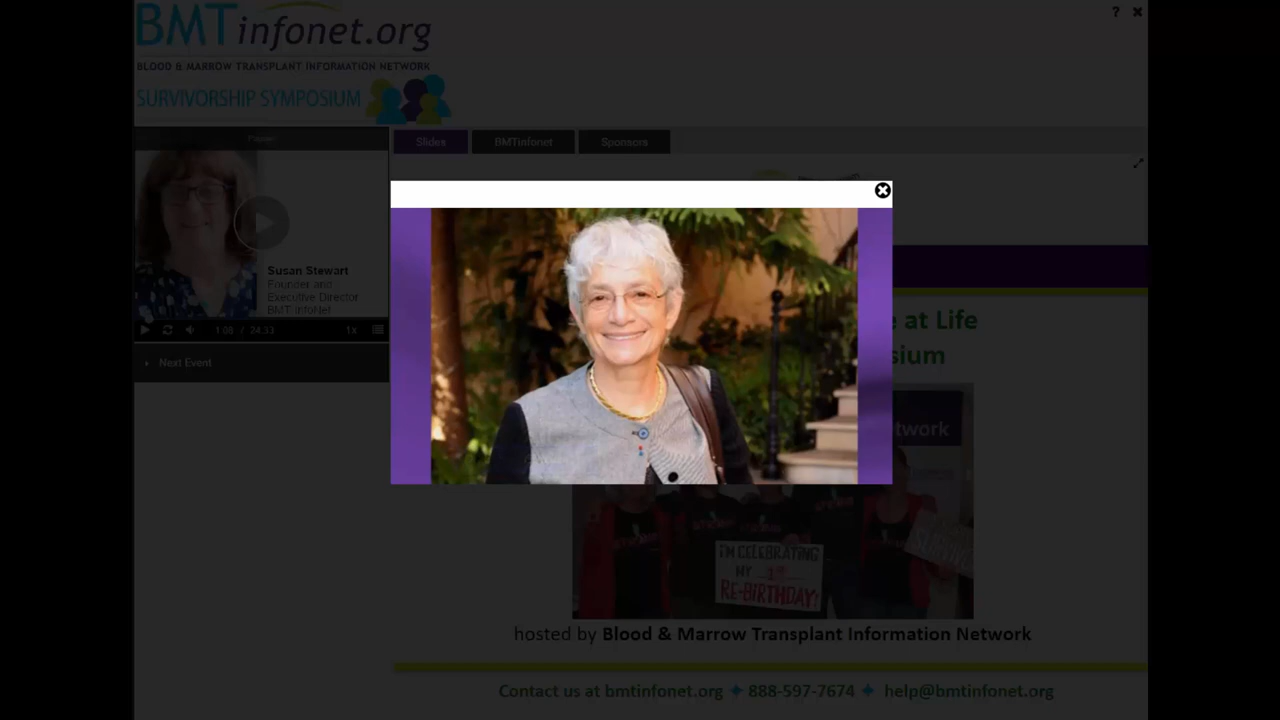 BMTinfonet.org
BLOOD & MARROW TRANSPLANT INFORMATION NETWORK
SURVIVORSHIP SYMPOSIUM
?
Slides
BMTinfonet
Sponsors
Susan Stewart
Founder and
Executive Director
BMT InfoNet
1:08 / 24:33 1x
Next Event
at Life
sium
twork
I'M CELEBRATING
MY 1st
RE-BIRTHDAY!
hosted by Blood & Marrow Transplant Information Network
Contact us at bmtinfonet.org ✦ 888-597-7674 ✦ help@bmtinfonet.org